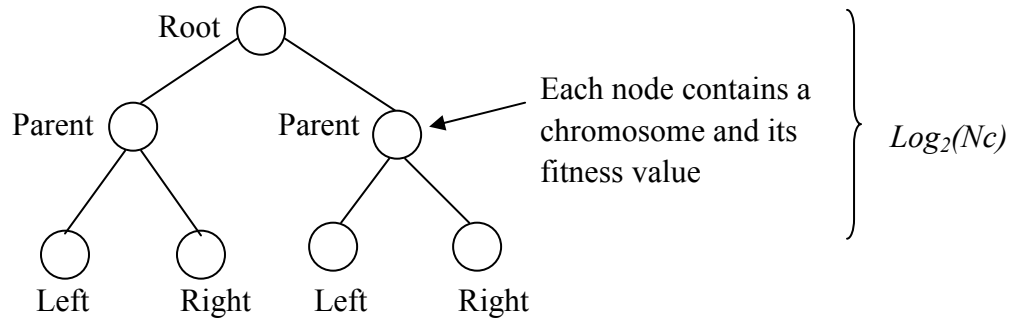 Root
Parent
Parent
Each node contains a
chromosome and its
fitness value
Log2(Nc)
Left
Right
Left
Right